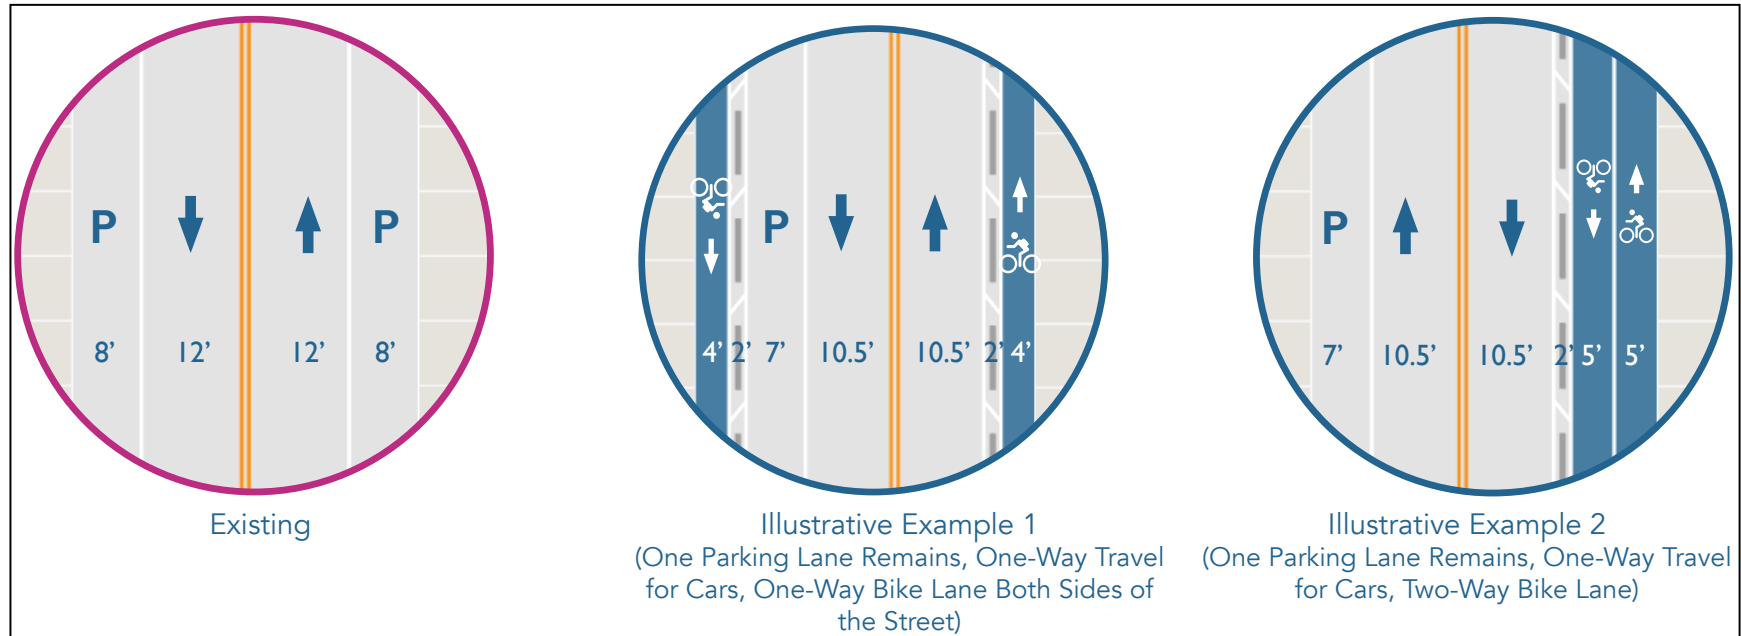 P P
8’ 12’ 12’ 8’
Existing
P
4’ 2’ 7’ 10.5’ 10.5’ 2’ 4’
Illustrative Example 1
(One Parking Lane Remains, One-Way Travel
for Cars, One-Way Bike Lane Both Sides of
the Street)
P
7’ 10.5’ 10.5’ 2’ 5’ 5’
Illustrative Example 2
(One Parking Lane Remains, One-Way Travel
for Cars, Two-Way Bike Lane)